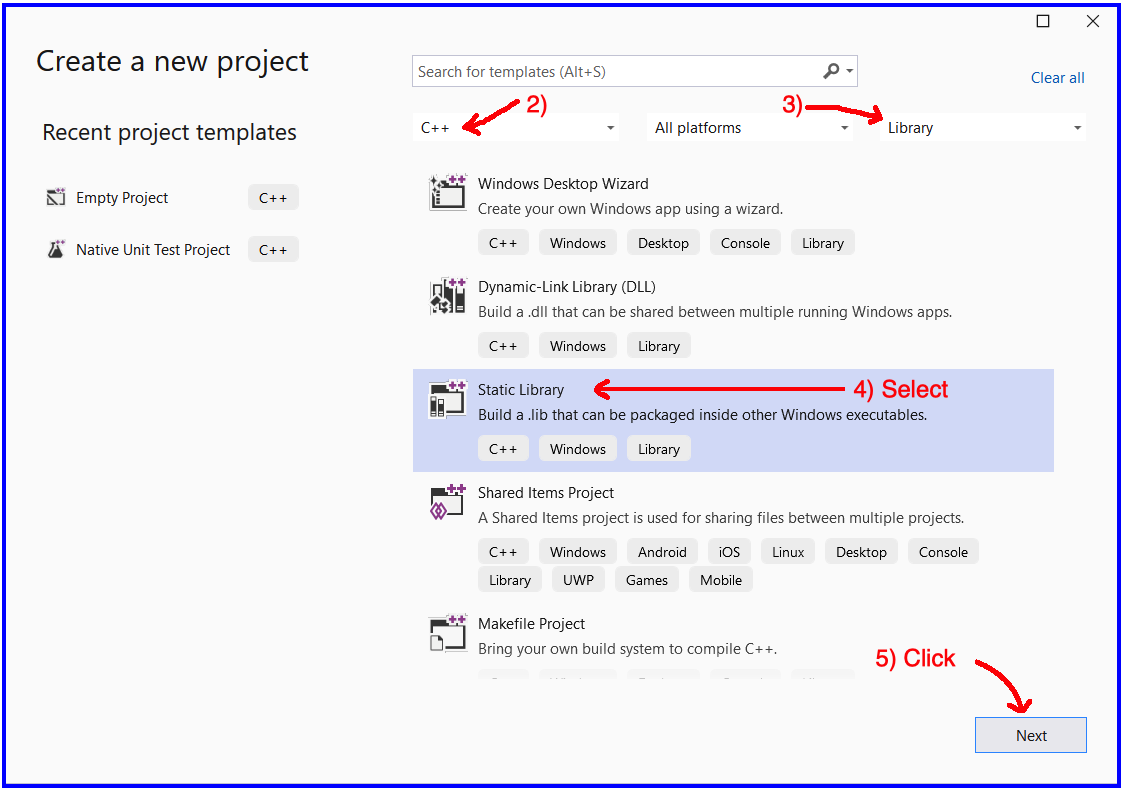 Create a new project
Search for templates (Alt+S)
Clear all
2)
3)
C++ All platforms Library
Recent project templates
Empty Project C++
Native Unit Test Project C++
Windows Desktop Wizard
Create your own Windows app using a wizard.
C++ Windows Desktop Console Library
Dynamic-Link Library (DLL)
Build a .dll that can be shared between multiple running Windows apps.
C++ Windows Library
Static Library
4) Select
Build a .lib that can be packaged inside other Windows executables.
C++ Windows Library
Shared Items Project
A Shared Items project is used for sharing files between multiple projects.
C++ Windows Android iOS Linux Desktop Console
Library UWP Games Mobile
Makefile Project
Bring your own build system to compile C++.
5) Click
Next